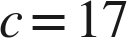 c = 17